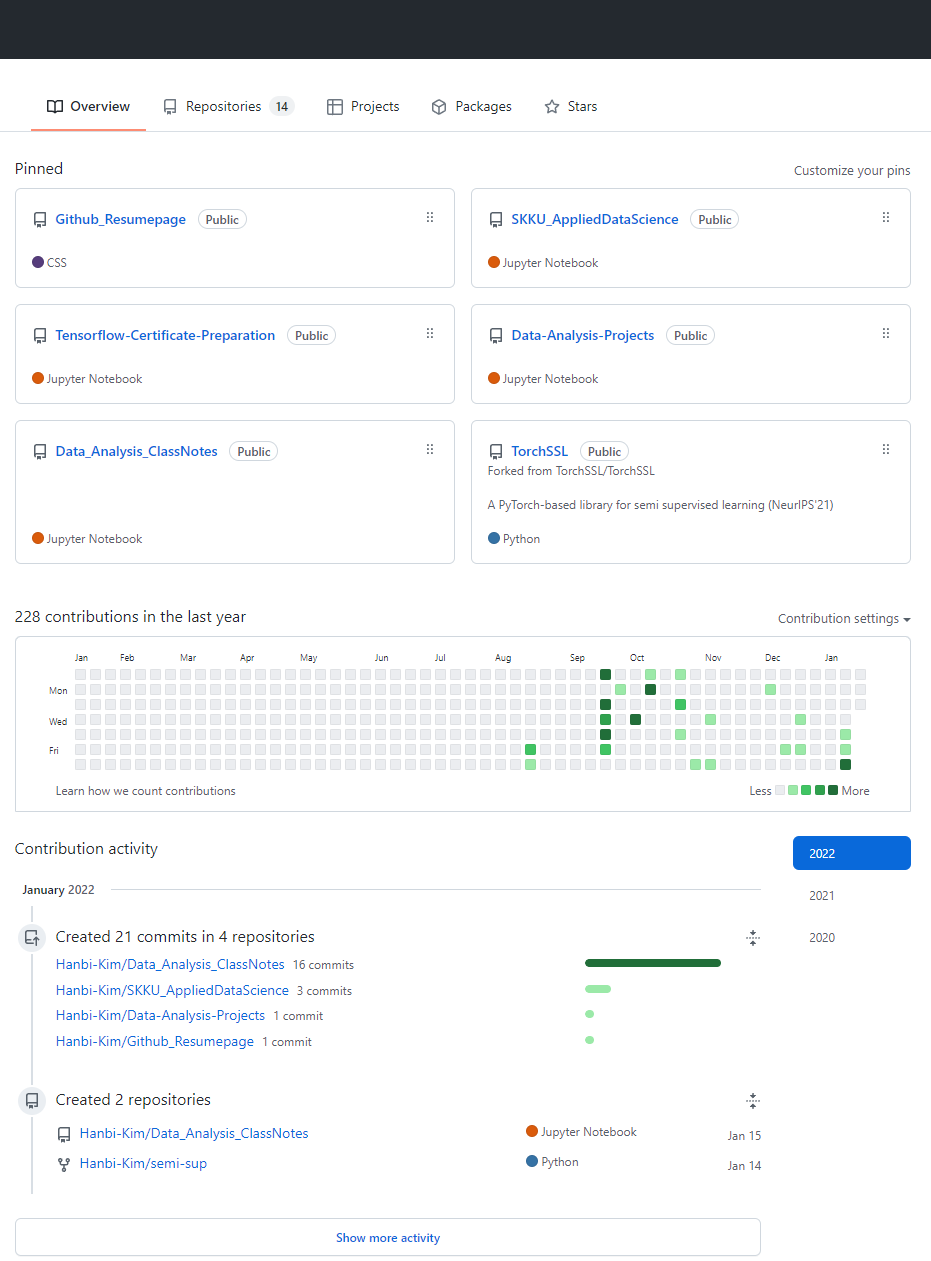 Overview Repositories 14 Projects Packages Stars
Pinned Customize your pins
Github_Resumepage Public
CSS
SKKU_AppliedDataScience Public
Jupyter Notebook
Tensorflow-Certificate-Preparation Public
Jupyter Notebook
Data-Analysis-Projects Public
Jupyter Notebook
Data_Analysis_ClassNotes Public
Jupyter Notebook
TorchSSL Public
Forked from TorchSSL/TorchSSL
A PyTorch-based library for semi supervised learning (NeurIPS'21)
Python
228 contributions in the last year Contribution settings
Jan Feb Mar Apr May Jun Jul Aug Sep Oct Nov Dec Jan
Mon
Wed
Fri
Learn how we count contributions Less More
Contribution activity
2022
2021
2020
January 2022
Created 21 commits in 4 repositories
Hanbi-Kim/Data_Analysis_ClassNotes 16 commits
Hanbi-Kim/SKKU_AppliedDataScience 3 commits
Hanbi-Kim/Data-Analysis-Projects 1 commit
Hanbi-Kim/Github_Resumepage 1 commit
Created 2 repositories
Hanbi-Kim/Data_Analysis_ClassNotes Jupyter Notebook Jan 15
Hanbi-Kim/semi-sup Python Jan 14
Show more activity